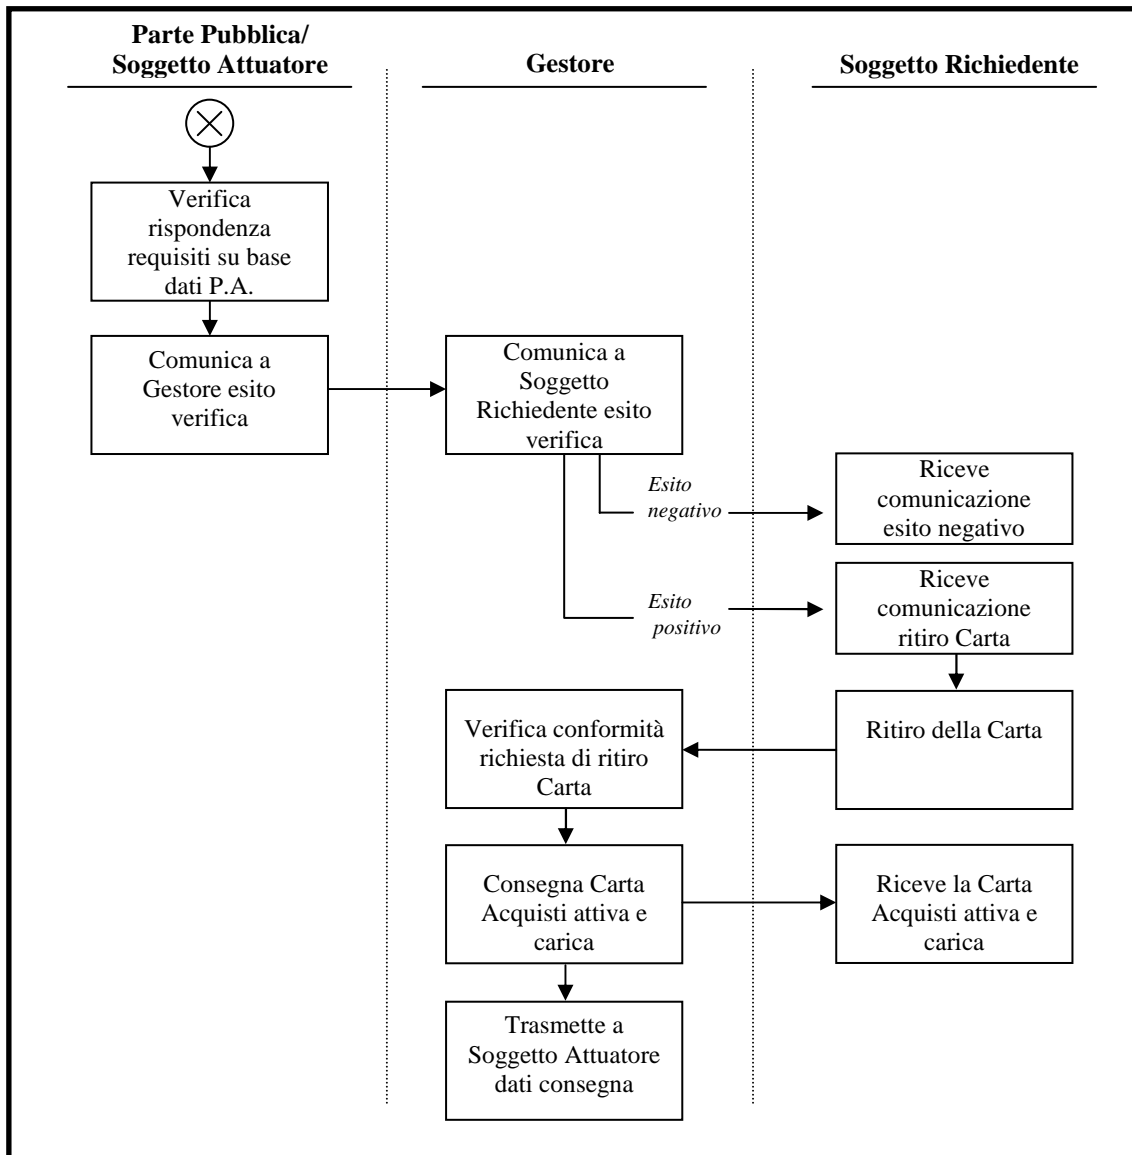 Parte Pubblica/
Soggetto Attuatore
Gestore
Soggetto Richiedente
Verifica
rispondenza
requisiti su base
dati P.A.
Comunica a
Gestore esito
verifica
Comunica a
Soggetto
Richiedente esito
verifica
Esito
negativo
Riceve
comunicazione
esito negativo
Esito
positivo
Riceve
comunicazione
ritiro Carta
Ritiro della Carta
Verifica conformità
richiesta di ritiro
Carta
Consegna Carta
Acquisti attiva e
carica
Riceve la Carta
Acquisti attiva e
carica
Trasmette a
Soggetto Attuatore
dati consegna